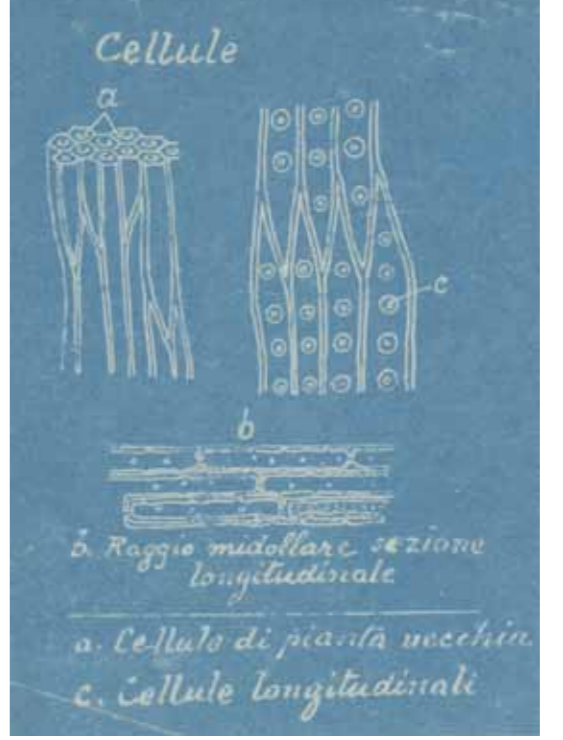 Cellule
a
c
b
b. Raggio midollare sezione
longitudinale
a. Cellule di pianta vecchia
c. Cellule longitudinali